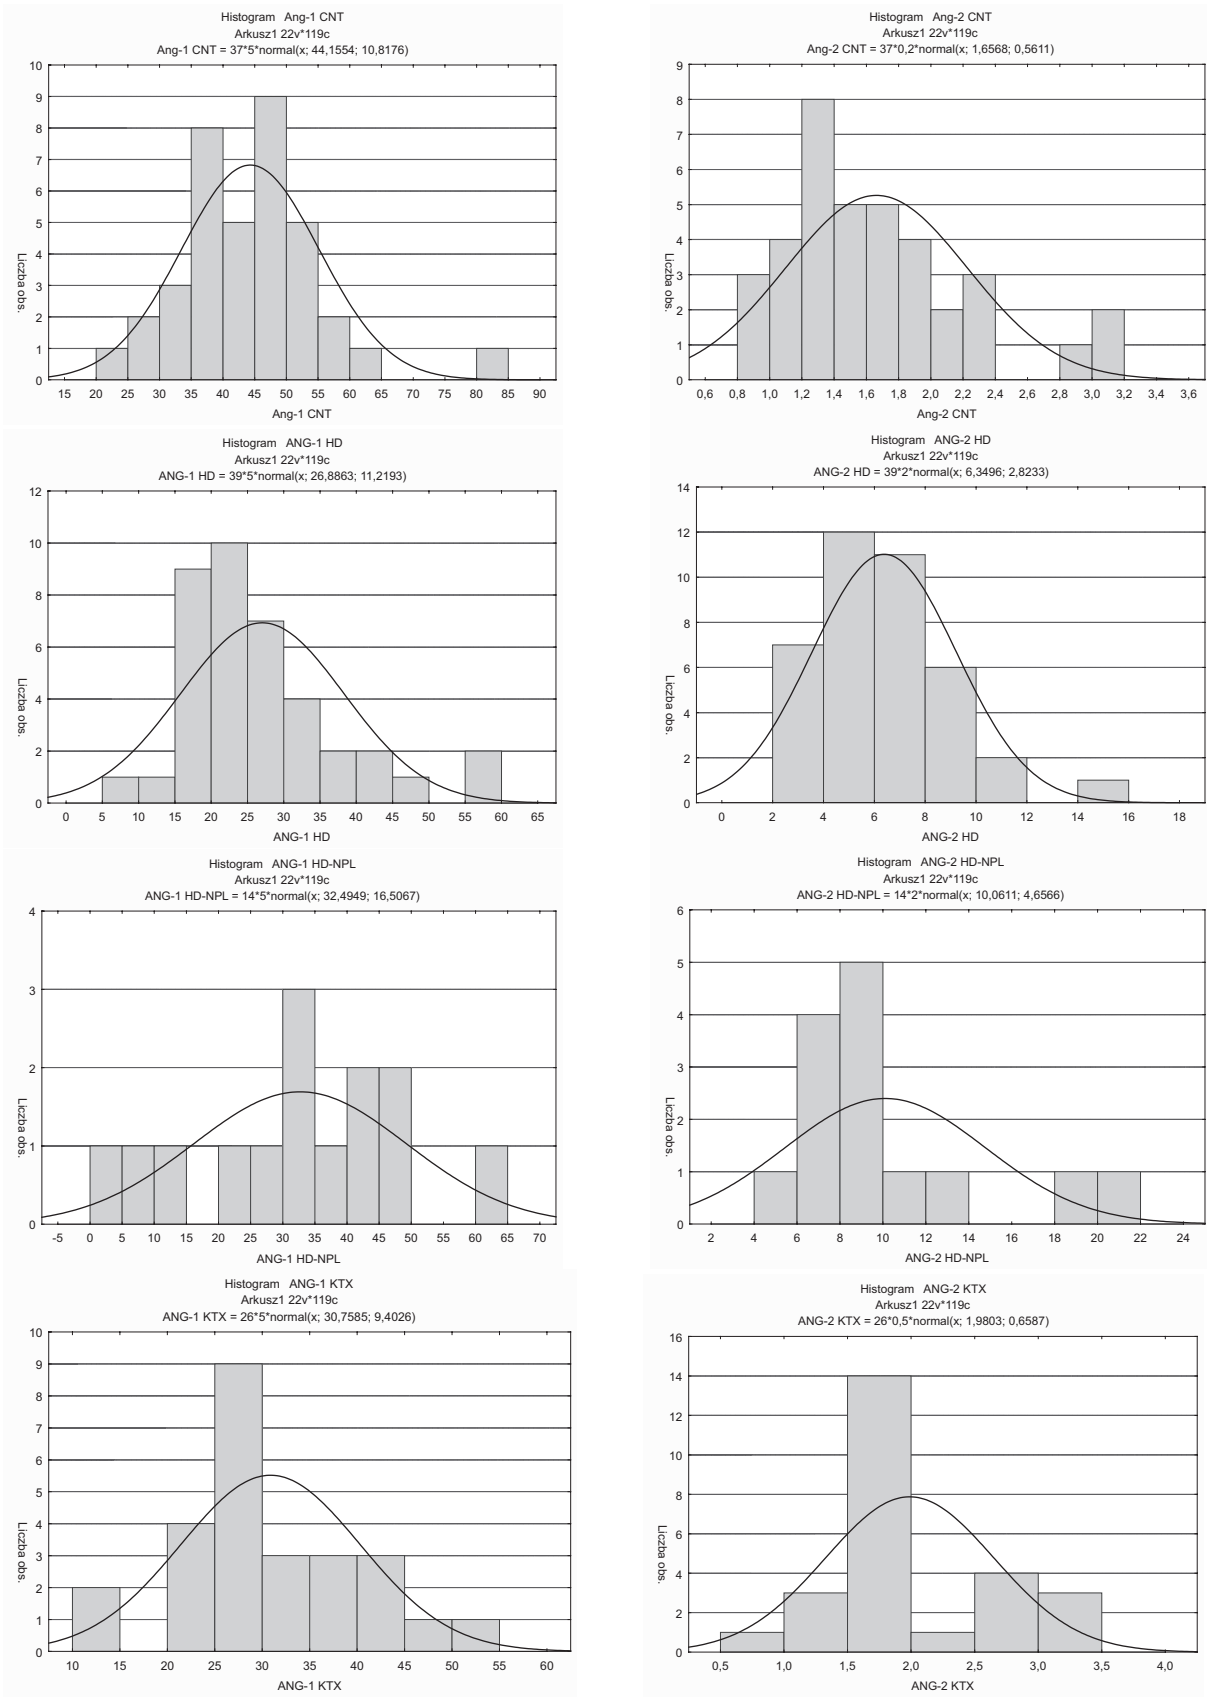 Histogram Ang-1 CNT
Arkusz1 22v*119c
Ang-1 CNT = 37*5*normal(x; 44,1554; 10,8176)
10
9
8
7
6
5
4
3
2
1
0
Liczba obs.
15 20 25 30 35 40 45 50 55 60 65 70 75 80 85 90
Ang-1 CNT
Histogram Ang-2 CNT
Arkusz1 22v*119c
Ang-2 CNT = 37*0,2*normal(x; 1,6568; 0,5611)
9
8
7
6
5
4
3
2
1
0
Liczba obs.
0,6 0,8 1,0 1,2 1,4 1,6 1,8 2,0 2,2 2,4 2,6 2,8 3,0 3,2 3,4 3,6
Ang-2 CNT
Histogram ANG-1 HD
Arkusz1 22v*119c
ANG-1 HD = 39*5*normal(x; 26,8863; 11,2193)
12
10
8
6
4
2
0
Liczba obs.
0 5 10 15 20 25 30 35 40 45 50 55 60 65
ANG-1 HD
Histogram ANG-2 HD
Arkusz1 22v*119c
ANG-2 HD = 39*2*normal(x; 6,3496; 2,8233)
14
12
10
8
6
4
2
0
Liczba obs.
0 2 4 6 8 10 12 14 16 18
ANG-2 HD
Histogram ANG-1 HD-NPL
Arkusz1 22v*119c
ANG-1 HD-NPL = 14*5*normal(x; 32,4949; 16,5067)
4
3
2
1
0
Liczba obs.
-5 0 5 10 15 20 25 30 35 40 45 50 55 60 65 70
ANG-1 HD-NPL
Histogram ANG-2 HD-NPL
Arkusz1 22v*119c
ANG-2 HD-NPL = 14*2*normal(x; 10,0611; 4,6566)
6
5
4
3
2
1
0
Liczba obs.
2 4 6 8 10 12 14 16 18 20 22 24
ANG-2 HD-NPL
Histogram ANG-1 KTX
Arkusz1 22v*119c
ANG-1 KTX = 26*5*normal(x; 30,7585; 9,4026)
10
9
8
7
6
5
4
3
2
1
0
Liczba obs.
10 15 20 25 30 35 40 45 50 55 60
ANG-1 KTX
Histogram ANG-2 KTX
Arkusz1 22v*119c
ANG-2 KTX = 26*0,5*normal(x; 1,9803; 0,6587)
16
14
12
10
8
6
4
2
0
Liczba obs.
0,5 1,0 1,5 2,0 2,5 3,0 3,5 4,0
ANG-2 KTX